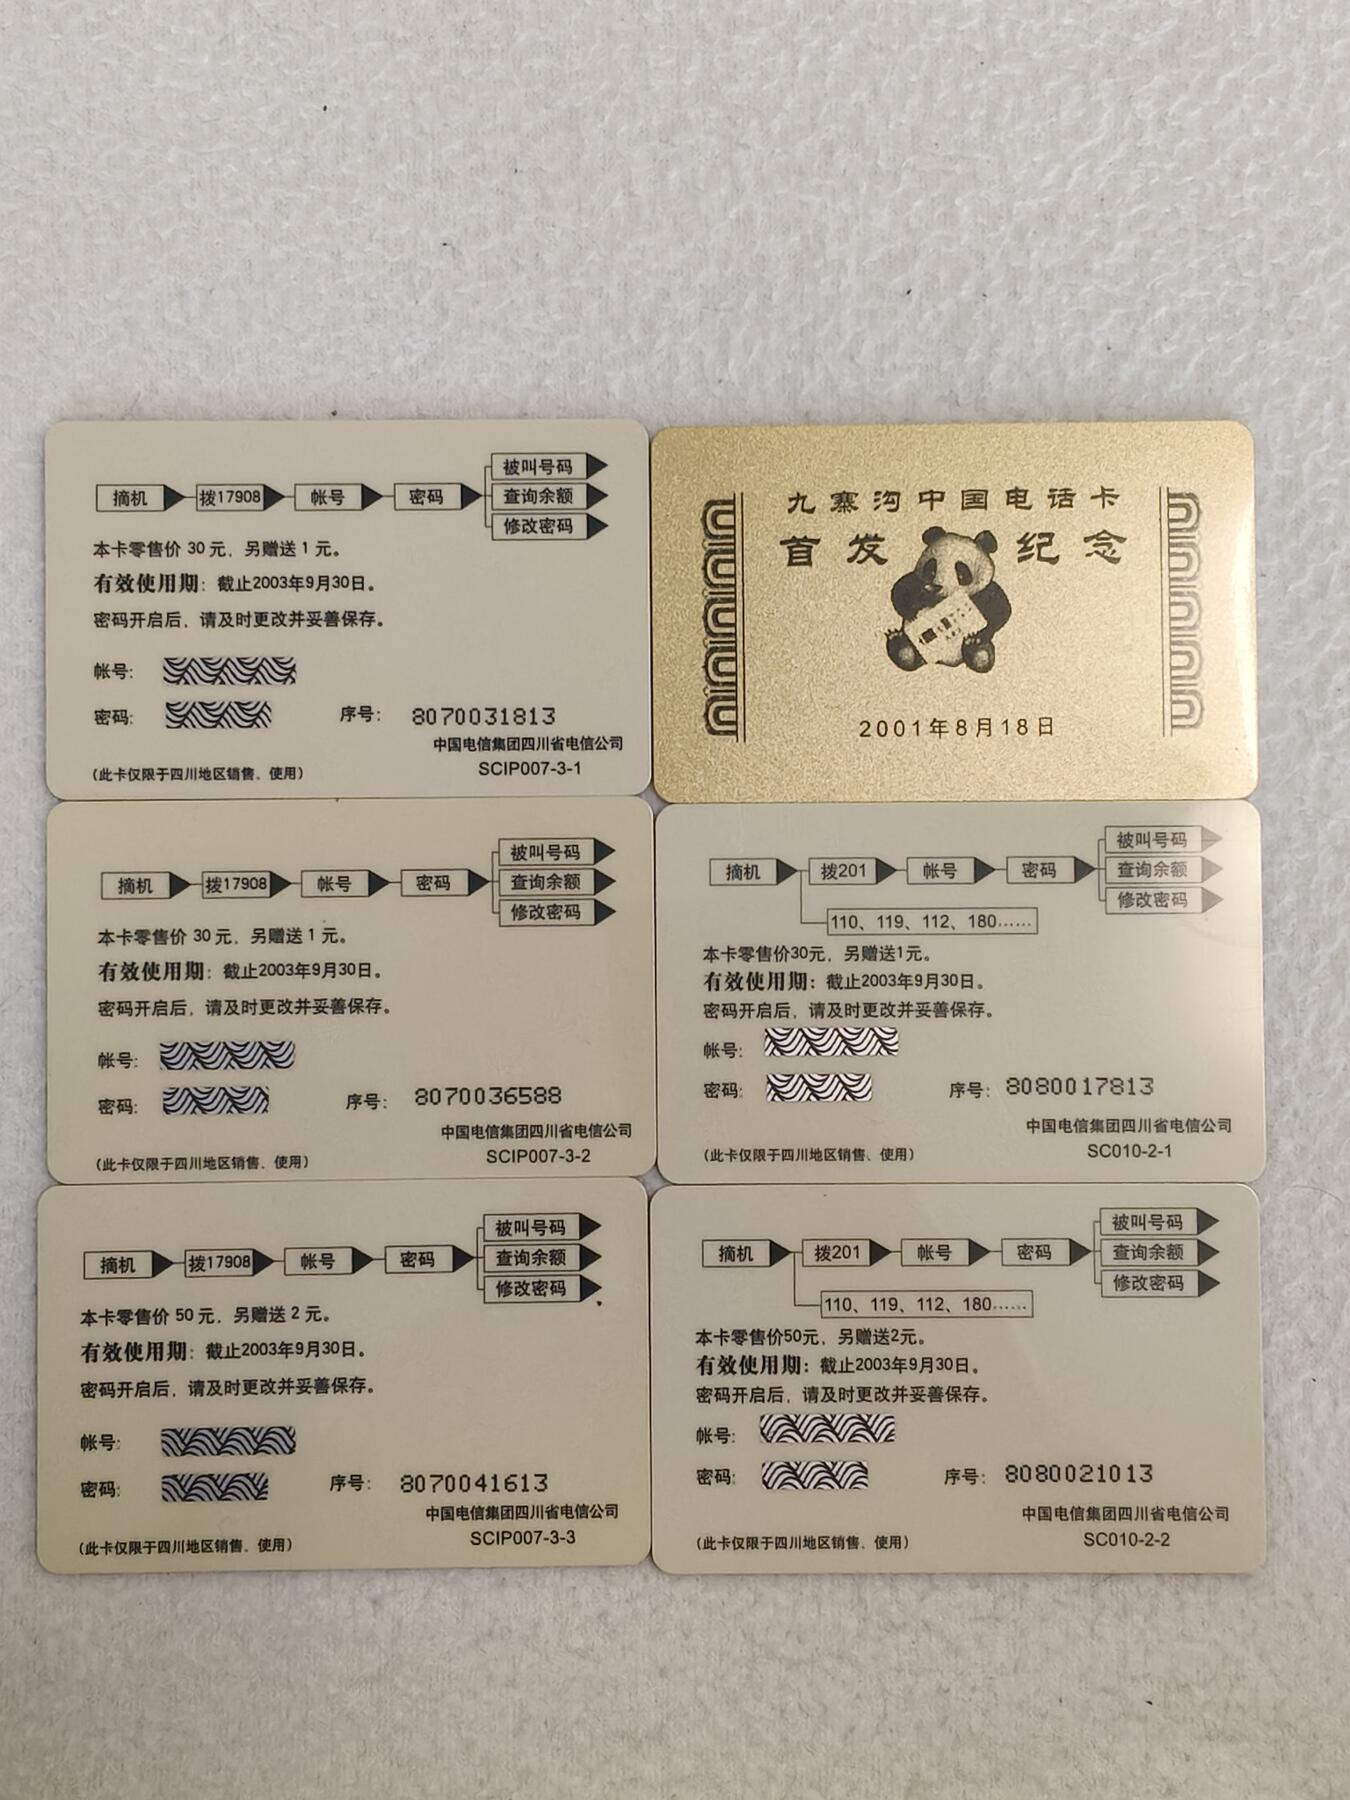 摘机 拨17908 帐号 密码 被叫号码
查询余额
修改密码
本卡零售价 30 元，另赠送 1 元。
有效使用期：截止2003年9月30日。
密码开启后，请及时更改并妥善保存。
帐号:
密码: 序号: 8070031813
中国电信集团四川省电信公司
(此卡仅限于四川地区销售、使用) SCIP007-3-1
九寨沟中国电话卡
首发纪念
2001年8月18日
摘机 拨17908 帐号 密码 被叫号码
查询余额
修改密码
本卡零售价 30 元，另赠送 1 元。
有效使用期：截止2003年9月30日。
密码开启后，请及时更改并妥善保存。
帐号:
密码: 序号: 8070036588
中国电信集团四川省电信公司
(此卡仅限于四川地区销售、使用) SCIP007-3-2
摘机 拨201 帐号 密码 被叫号码
查询余额
修改密码
110、119、112、180……
本卡零售价30元，另赠送1元。
有效使用期：截止2003年9月30日。
密码开启后，请及时更改并妥善保存。
帐号:
密码: 序号: 8080017813
中国电信集团四川省电信公司
(此卡仅限于四川地区销售、使用) SC010-2-1
摘机 拨17908 帐号 密码 被叫号码
查询余额
修改密码
本卡零售价 50 元，另赠送 2 元。
有效使用期：截止2003年9月30日。
密码开启后，请及时更改并妥善保存。
帐号:
密码: 序号: 8070041613
中国电信集团四川省电信公司
(此卡仅限于四川地区销售、使用) SCIP007-3-3
摘机 拨201 帐号 密码 被叫号码
查询余额
修改密码
110、119、112、180……
本卡零售价50元，另赠送2元。
有效使用期：截止2003年9月30日。
密码开启后，请及时更改并妥善保存。
帐号:
密码: 序号: 8080021013
中国电信集团四川省电信公司
(此卡仅限于四川地区销售、使用) SC010-2-2